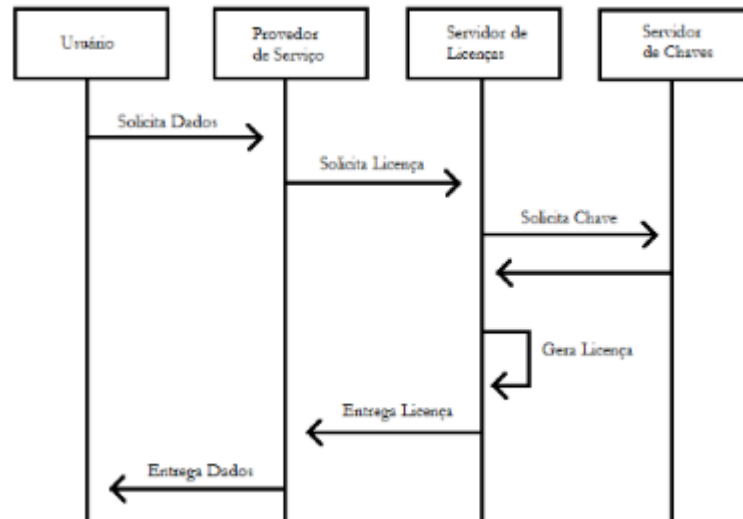 Usuário
Provedor
de Serviço
Servidor de
Licenças
Servidor
de Chaves
Solicita Dados
Solicita Licença
Solicita Chave
Gera Licença
Entrega Licença
Entrega Dados